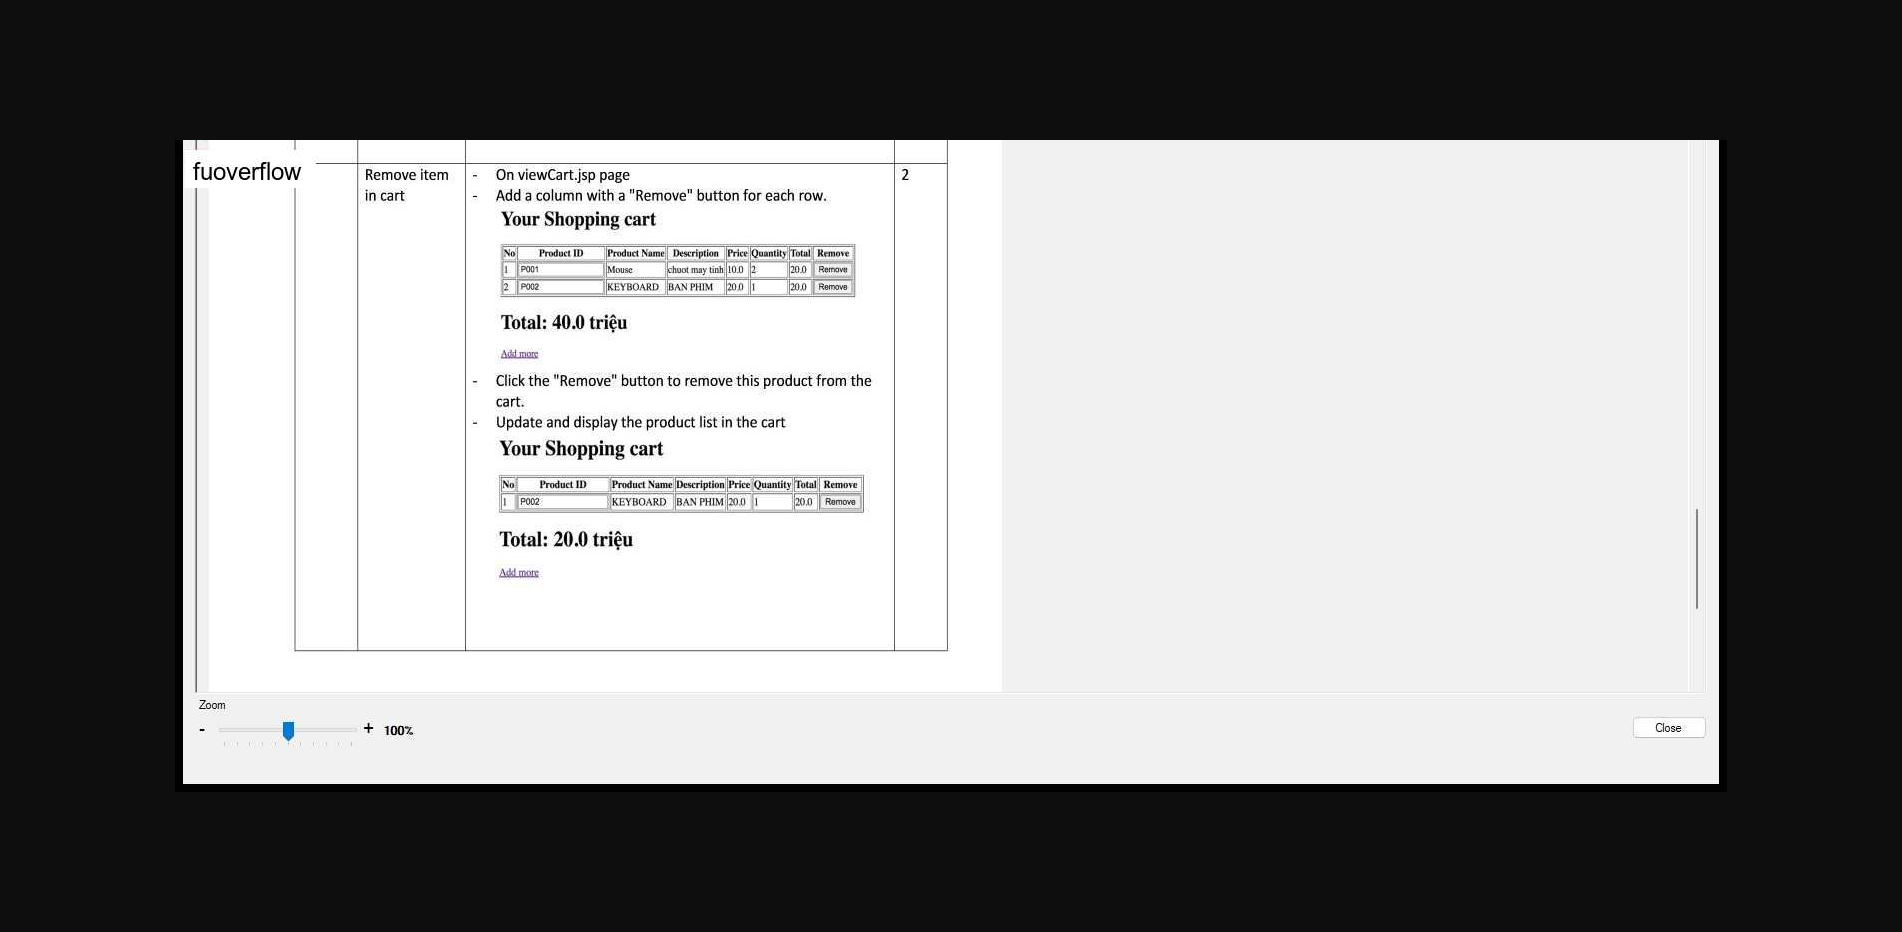 fuoverflow
Remove item
in cart
- On viewCart.jsp page
- Add a column with a "Remove" button for each row.
2
Your Shopping cart
No Product ID Product Name Description Price Quantity Total Remove
1 P001 Mouse chuot may tinh 10.0 2 20.0 Remove
2 P002 KEYBOARD BAN PHIM 20.0 1 20.0 Remove
Total: 40.0 triệu
Add more
- Click the "Remove" button to remove this product from the
cart.
- Update and display the product list in the cart
Your Shopping cart
No Product ID Product Name Description Price Quantity Total Remove
1 P002 KEYBOARD BAN PHIM 20.0 1 20.0 Remove
Total: 20.0 triệu
Add more
Zoom
- + 100%
Close